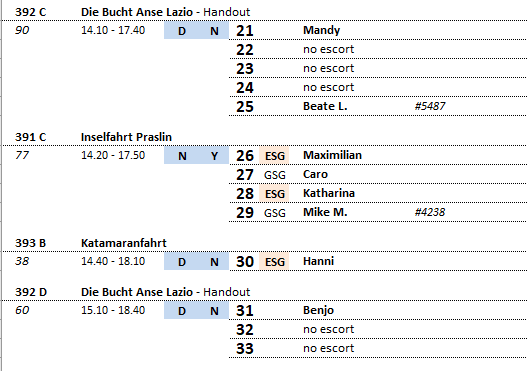 392 C Die Bucht Anse Lazio - Handout
90 14.10 - 17.40 D N 21 Mandy
22 no escort
23 no escort
24 no escort
25 Beate L. #5487
391 C Inselfahrt Praslin
77 14.20 - 17.50 N Y 26 ESG Maximilian
27 GSG Caro
28 ESG Katharina
29 GSG Mike M. #4238
393 B Katamaranfahrt
38 14.40 - 18.10 D N 30 ESG Hanni
392 D Die Bucht Anse Lazio - Handout
60 15.10 - 18.40 D N 31 Benjo
32 no escort
33 no escort